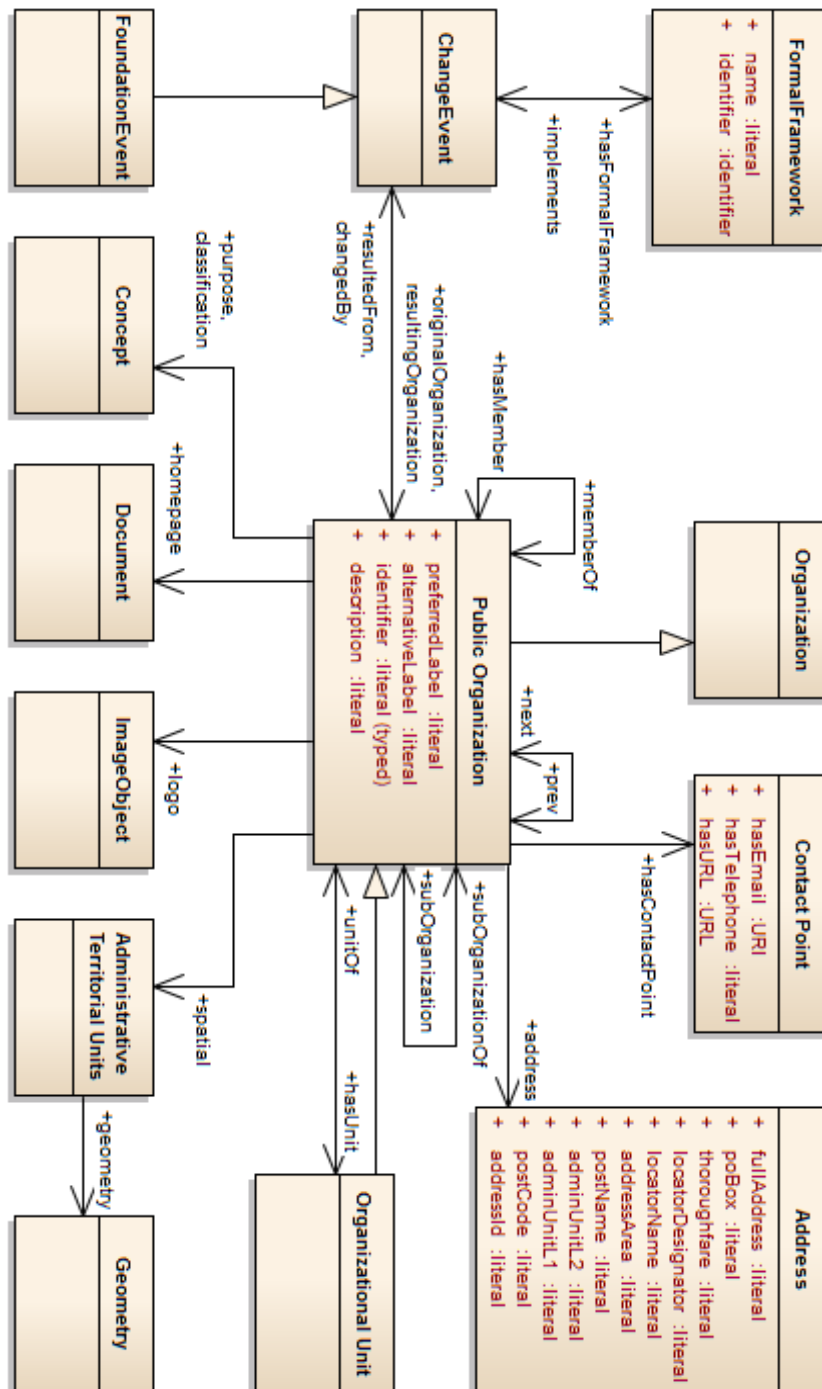 FormalFramework
+ name :literal
+ identifier :identifier
+hasFormalFramework
+implements
ChangeEvent
FoundationEvent
+originalOrganization,
resultingOrganization
+resultedFrom,
changedBy
Organization
+hasMember
+memberOf
+next
+prev
Public Organization
+ preferredLabel :literal
+ alternativeLabel :literal
+ identifier :literal (typed)
+ description :literal
Contact Point
+ hasEmail :URI
+ hasTelephone :literal
+ hasURL :URL
+hasContactPoint
+address
Address
+ fullAddress :literal
+ poBox :literal
+ thoroughfare :literal
+ locatorDesignator :literal
+ locatorName :literal
+ addressArea :literal
+ postName :literal
+ adminUnitL2 :literal
+ adminUnitL1 :literal
+ postCode :literal
+ addressId :literal
+subOrganizationOf
+subOrganization
+unitOf
+hasUnit
Organizational Unit
+purpose,
classification
Concept
+homepage
Document
+logo
ImageObject
+spatial
Administrative
Territorial Units
+geometry
Geometry